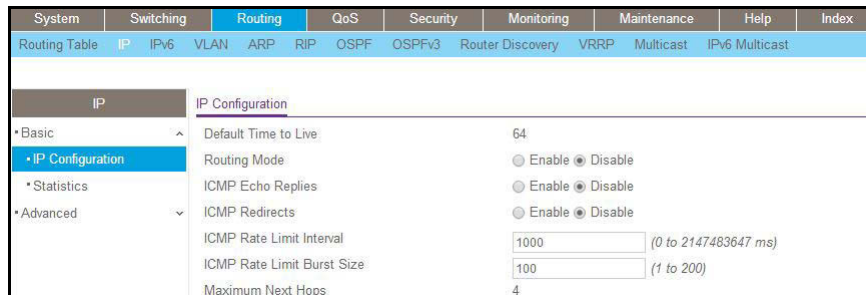 System Switching Routing QoS Security Monitoring Maintenance Help Index
Routing Table IP IPv6 VLAN ARP RIP OSPF OSPFv3 Router Discovery VRRP Multicast IPv6 Multicast
IP
Basic
IP Configuration
Statistics
Advanced
IP Configuration
Default Time to Live 64
Routing Mode Enable Disable
ICMP Echo Replies Enable Disable
ICMP Redirects Enable Disable
ICMP Rate Limit Interval 1000 (0 to 2147483647 ms)
ICMP Rate Limit Burst Size 100 (1 to 200)
Maximum Next Hops 4